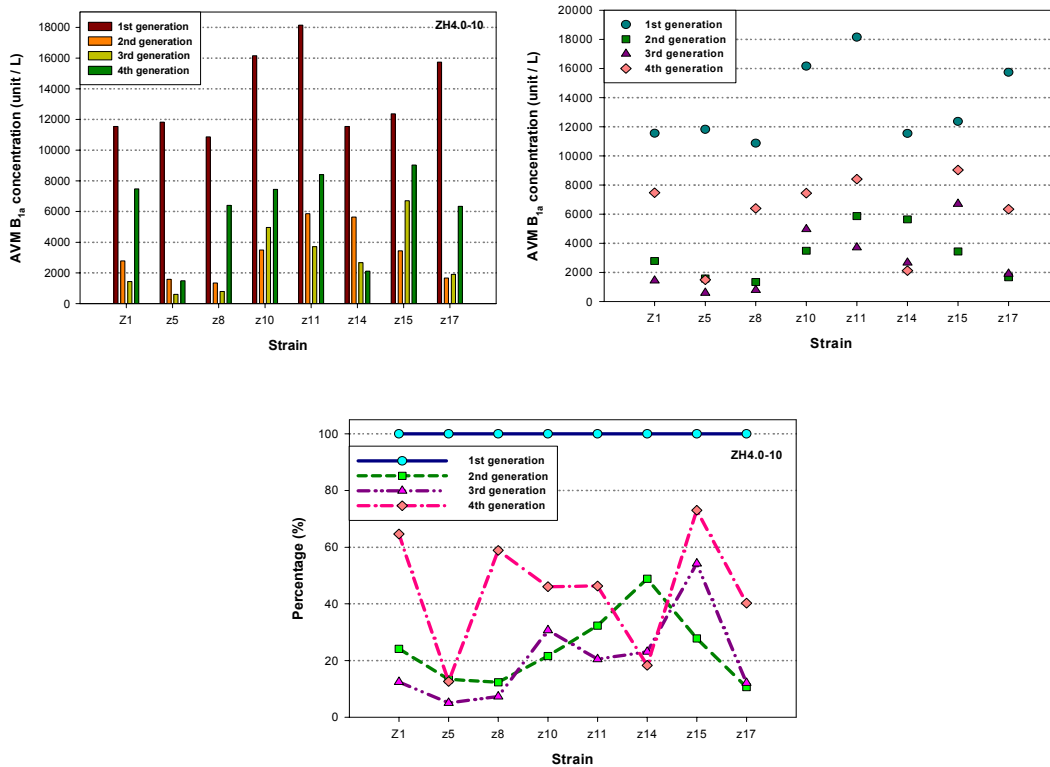 AVM B1a concentration (unit / L)
18000
16000
14000
12000
10000
8000
6000
4000
2000
0
1st generation
2nd generation
3rd generation
4th generation
ZH4.0-10
Z1 z5 z8 z10 z11 z14 z15 z17
Strain
AVM B1a concentration (unit / L)
20000
18000
16000
14000
12000
10000
8000
6000
4000
2000
0
1st generation
2nd generation
3rd generation
4th generation
Z1 z5 z8 z10 z11 z14 z15 z17
Strain
Percentage (%)
100
80
60
40
20
0
1st generation
2nd generation
3rd generation
4th generation
ZH4.0-10
Z1 z5 z8 z10 z11 z14 z15 z17
Strain